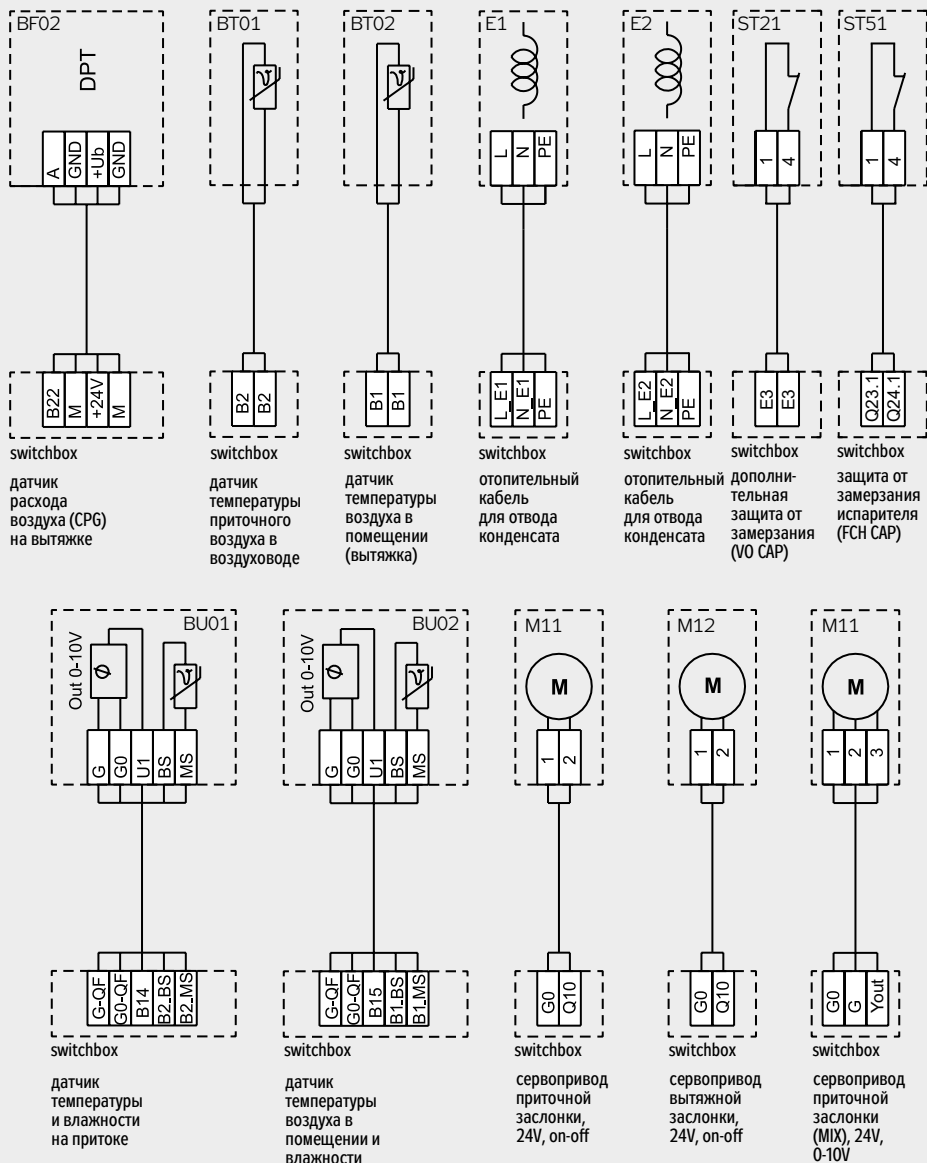 BF02
DPT
A
GND
+Ub
GND
B22
M
+24V
M
switchbox
датчик
расхода
воздуха (CPG)
на вытяжке
BT01
B2
B2
switchbox
датчик
температуры
приточного
воздуха в
воздуховоде
BT02
B1
B1
switchbox
датчик
температуры
воздуха в
помещении
(вытяжка)
E1
L
N
PE
L_E1
N_E1
PE
switchbox
отопительный
кабель
для отвода
конденсата
E2
L
N
PE
L_E2
N_E2
PE
switchbox
отопительный
кабель
для отвода
конденсата
ST21
1
4
E3
E3
switchbox
дополни-
тельная
защита от
замерзания
(VO CAP)
ST51
1
4
Q23.1
Q24.1
switchbox
защита от
замерзания
испарителя
(FCH CAP)
BU01
Out 0-10V
G
G0
U1
BS
MS
G-QF
G0-QF
B14
B2_BS
B2_MS
switchbox
датчик
температуры
и влажности
на притоке
BU02
Out 0-10V
G
G0
U1
BS
MS
G-QF
G0-QF
B15
B1_BS
B1_MS
switchbox
датчик
температуры
воздуха в
помещении и
влажности
M11
M
1
2
G0
Q10
switchbox
сервопривод
приточной
заслонки,
24V, on-off
M12
M
1
2
G0
Q10
switchbox
сервопривод
вытяжной
заслонки,
24V, on-off
M11
M
1
2
3
G0
G
Yout
switchbox
сервопривод
приточной
заслонки
(MIX), 24V,
0-10V